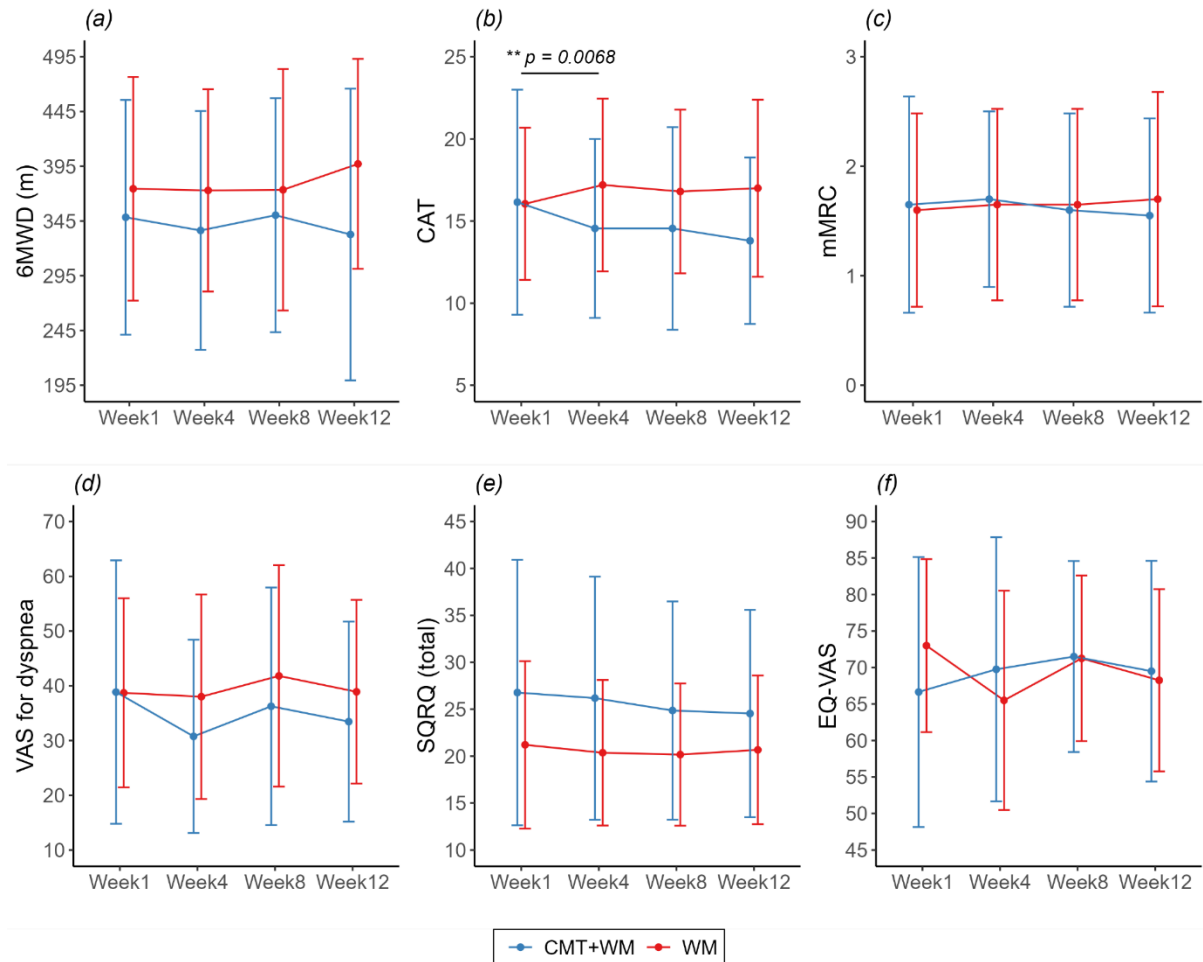 (a)
6MWD (m)
495
445
395
345
295
245
195
Week1 Week4 Week8 Week12
(b)
** p = 0.0068
CAT
25
20
15
10
5
Week1 Week4 Week8 Week12
(c)
mMRC
3
2
1
0
Week1 Week4 Week8 Week12
(d)
VAS for dyspnea
70
60
50
40
30
20
10
Week1 Week4 Week8 Week12
(e)
SQRQ (total)
45
40
35
30
25
20
15
10
Week1 Week4 Week8 Week12
(f)
EQ-VAS
90
85
80
75
70
65
60
55
50
45
Week1 Week4 Week8 Week12
CMT+WM WM